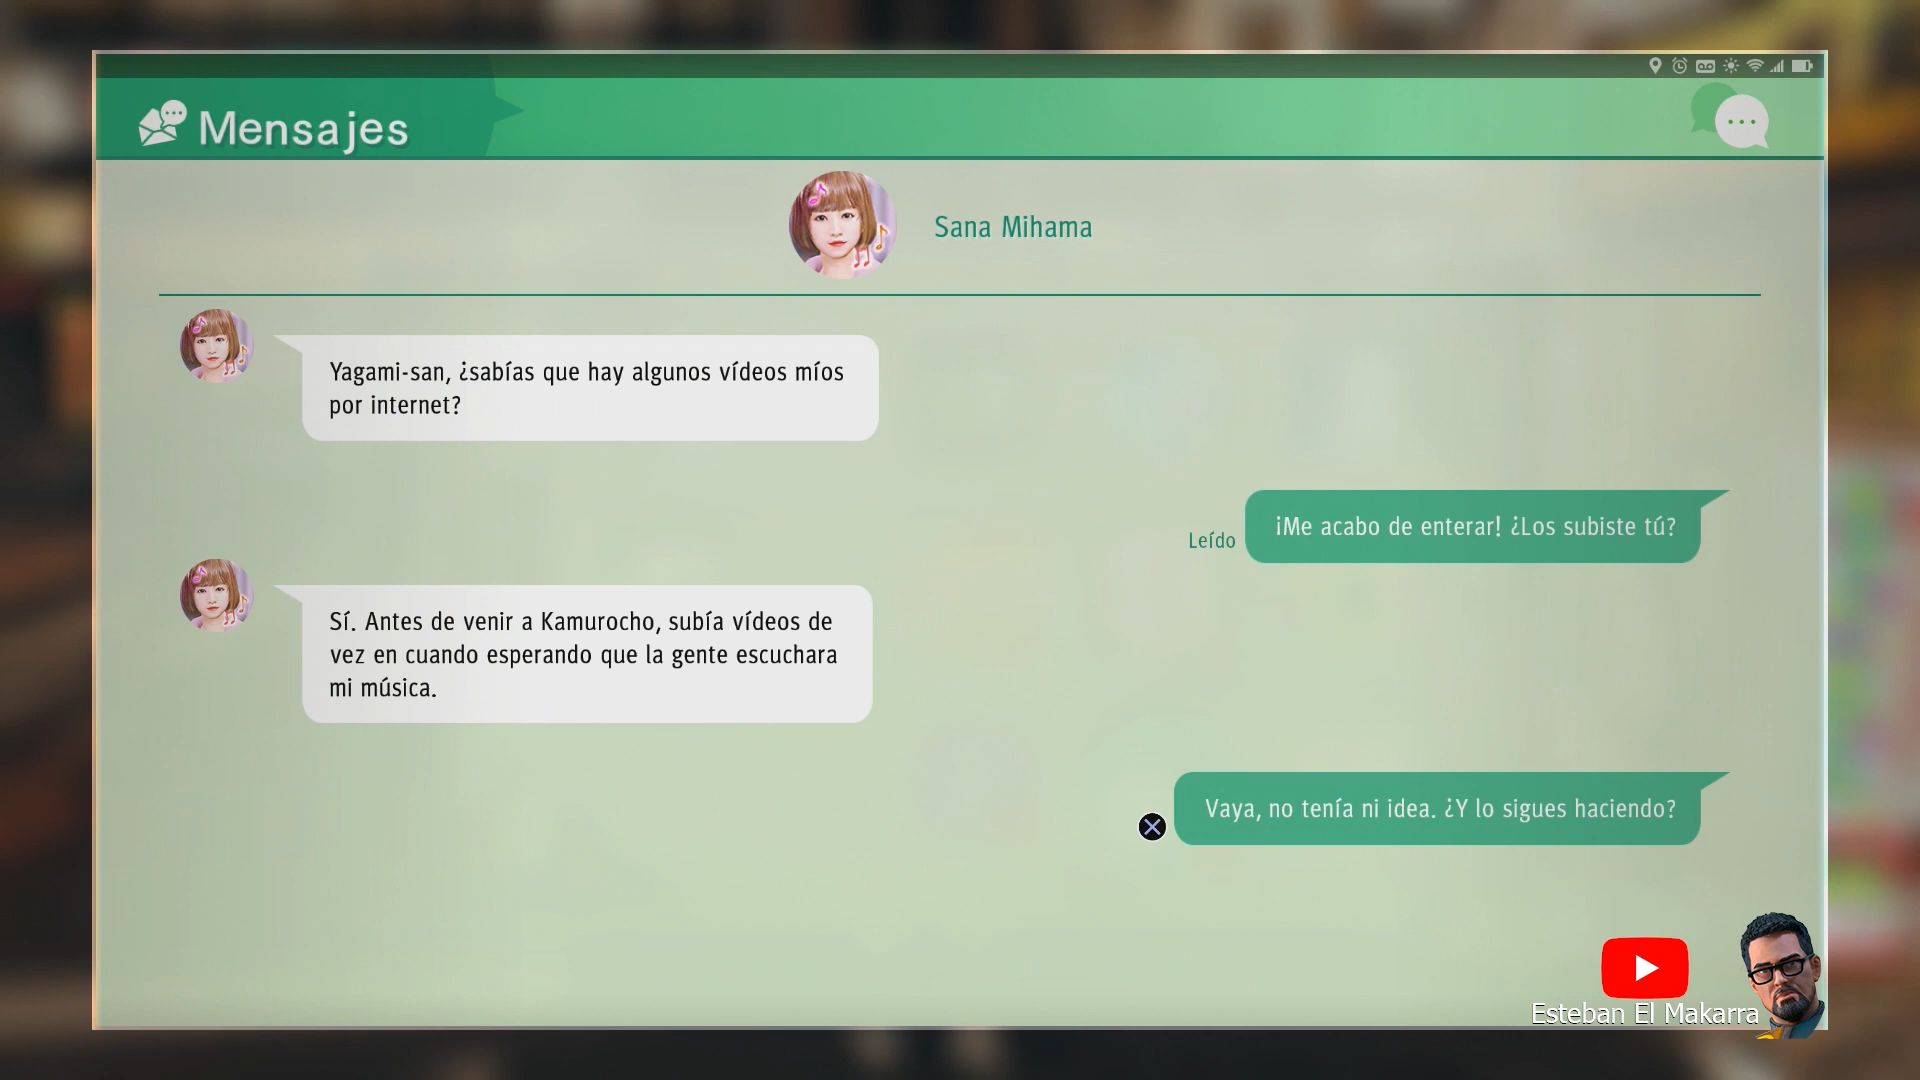 Mensajes
Sana Mihama
Yagami-san, ¿sabías que hay algunos vídeos míos
por internet?
¡Me acabo de enterar! ¿Los subiste tú?
Leído
Sí. Antes de venir a Kamurocho, subía vídeos de
vez en cuando esperando que la gente escuchara
mi música.
Vaya, no tenía ni idea. ¿Y lo sigues haciendo?
Esteban El Makarra